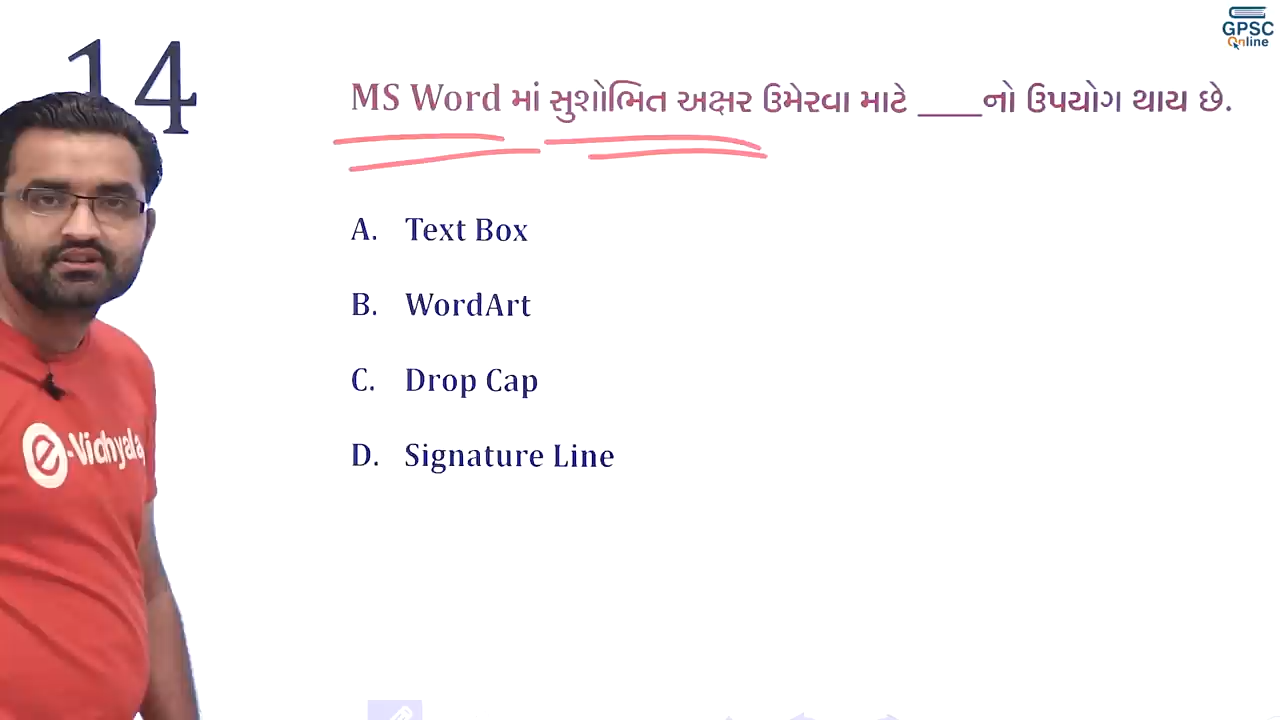 GPSC
Online
14
MS Word માં સુશોભિત અક્ષર ઉમેરવા માટે ____નો ઉપયોગ થાય છે.
A. Text Box
B. WordArt
C. Drop Cap
D. Signature Line
e-Vidhyala